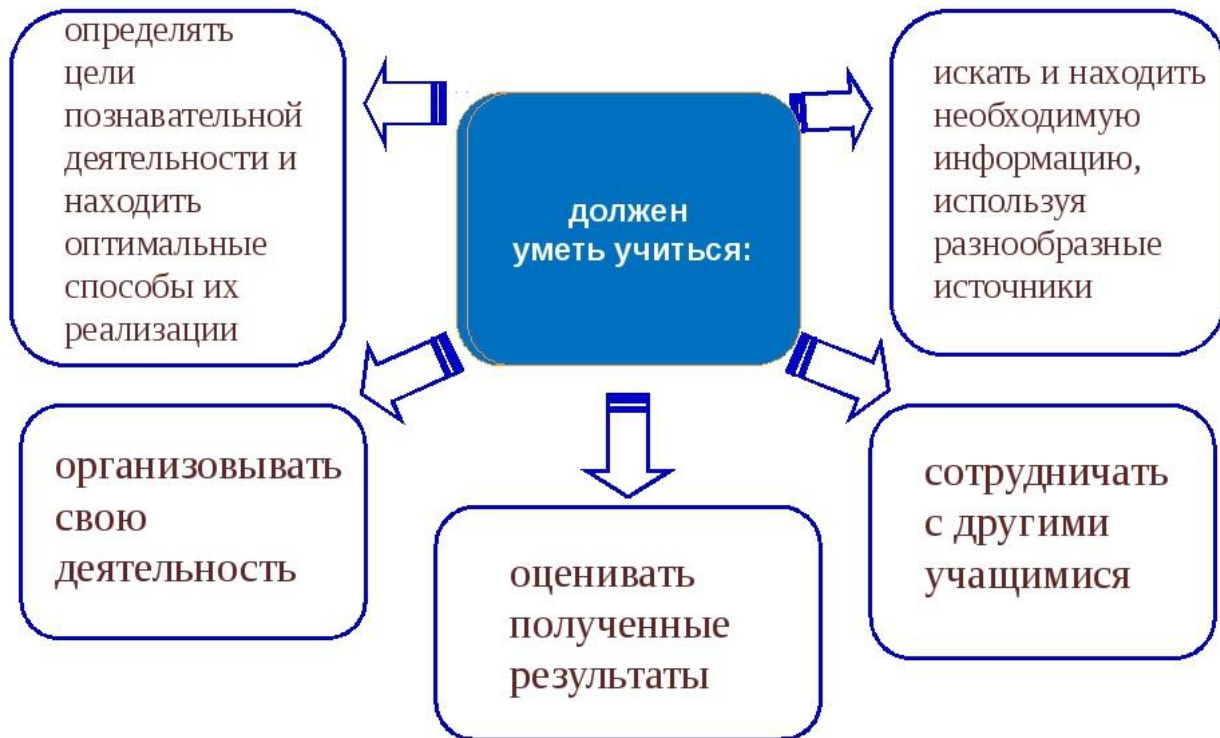 определять
цели
познавательной
деятельности и
находить
оптимальные
способы их
реализации
должен
уметь учиться:
искать и находить
необходимую
информацию,
используя
разнообразные
источники
организовывать
свою
деятельность
оценивать
полученные
результаты
сотрудничать
с другими
учащимися